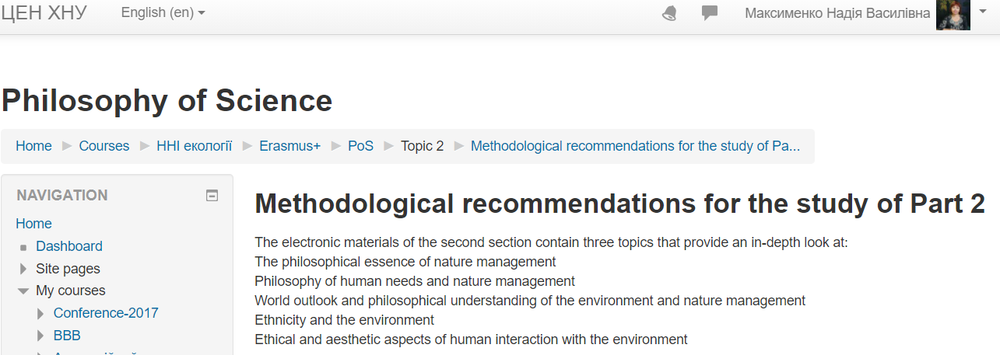 ЦЕН ХНУ English (en) Максименко Надія Василівна
Philosophy of Science
Home Courses ННІ екології Erasmus+ PoS Topic 2 Methodological recommendations for the study of Pa...
NAVIGATION
Home
Dashboard
Site pages
My courses
Conference-2017
BBB
Methodological recommendations for the study of Part 2
The electronic materials of the second section contain three topics that provide an in-depth look at:
The philosophical essence of nature management
Philosophy of human needs and nature management
World outlook and philosophical understanding of the environment and nature management
Ethnicity and the environment
Ethical and aesthetic aspects of human interaction with the environment